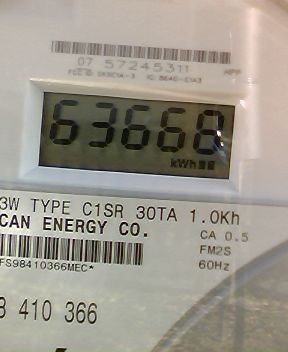 07 57245311
63668
kWh
3W TYPE C1SR 30TA 1.0Kh
CAN ENERGY CO.
CA 0.5
FM2S
60Hz
FS98410366MEC*
8 410 366